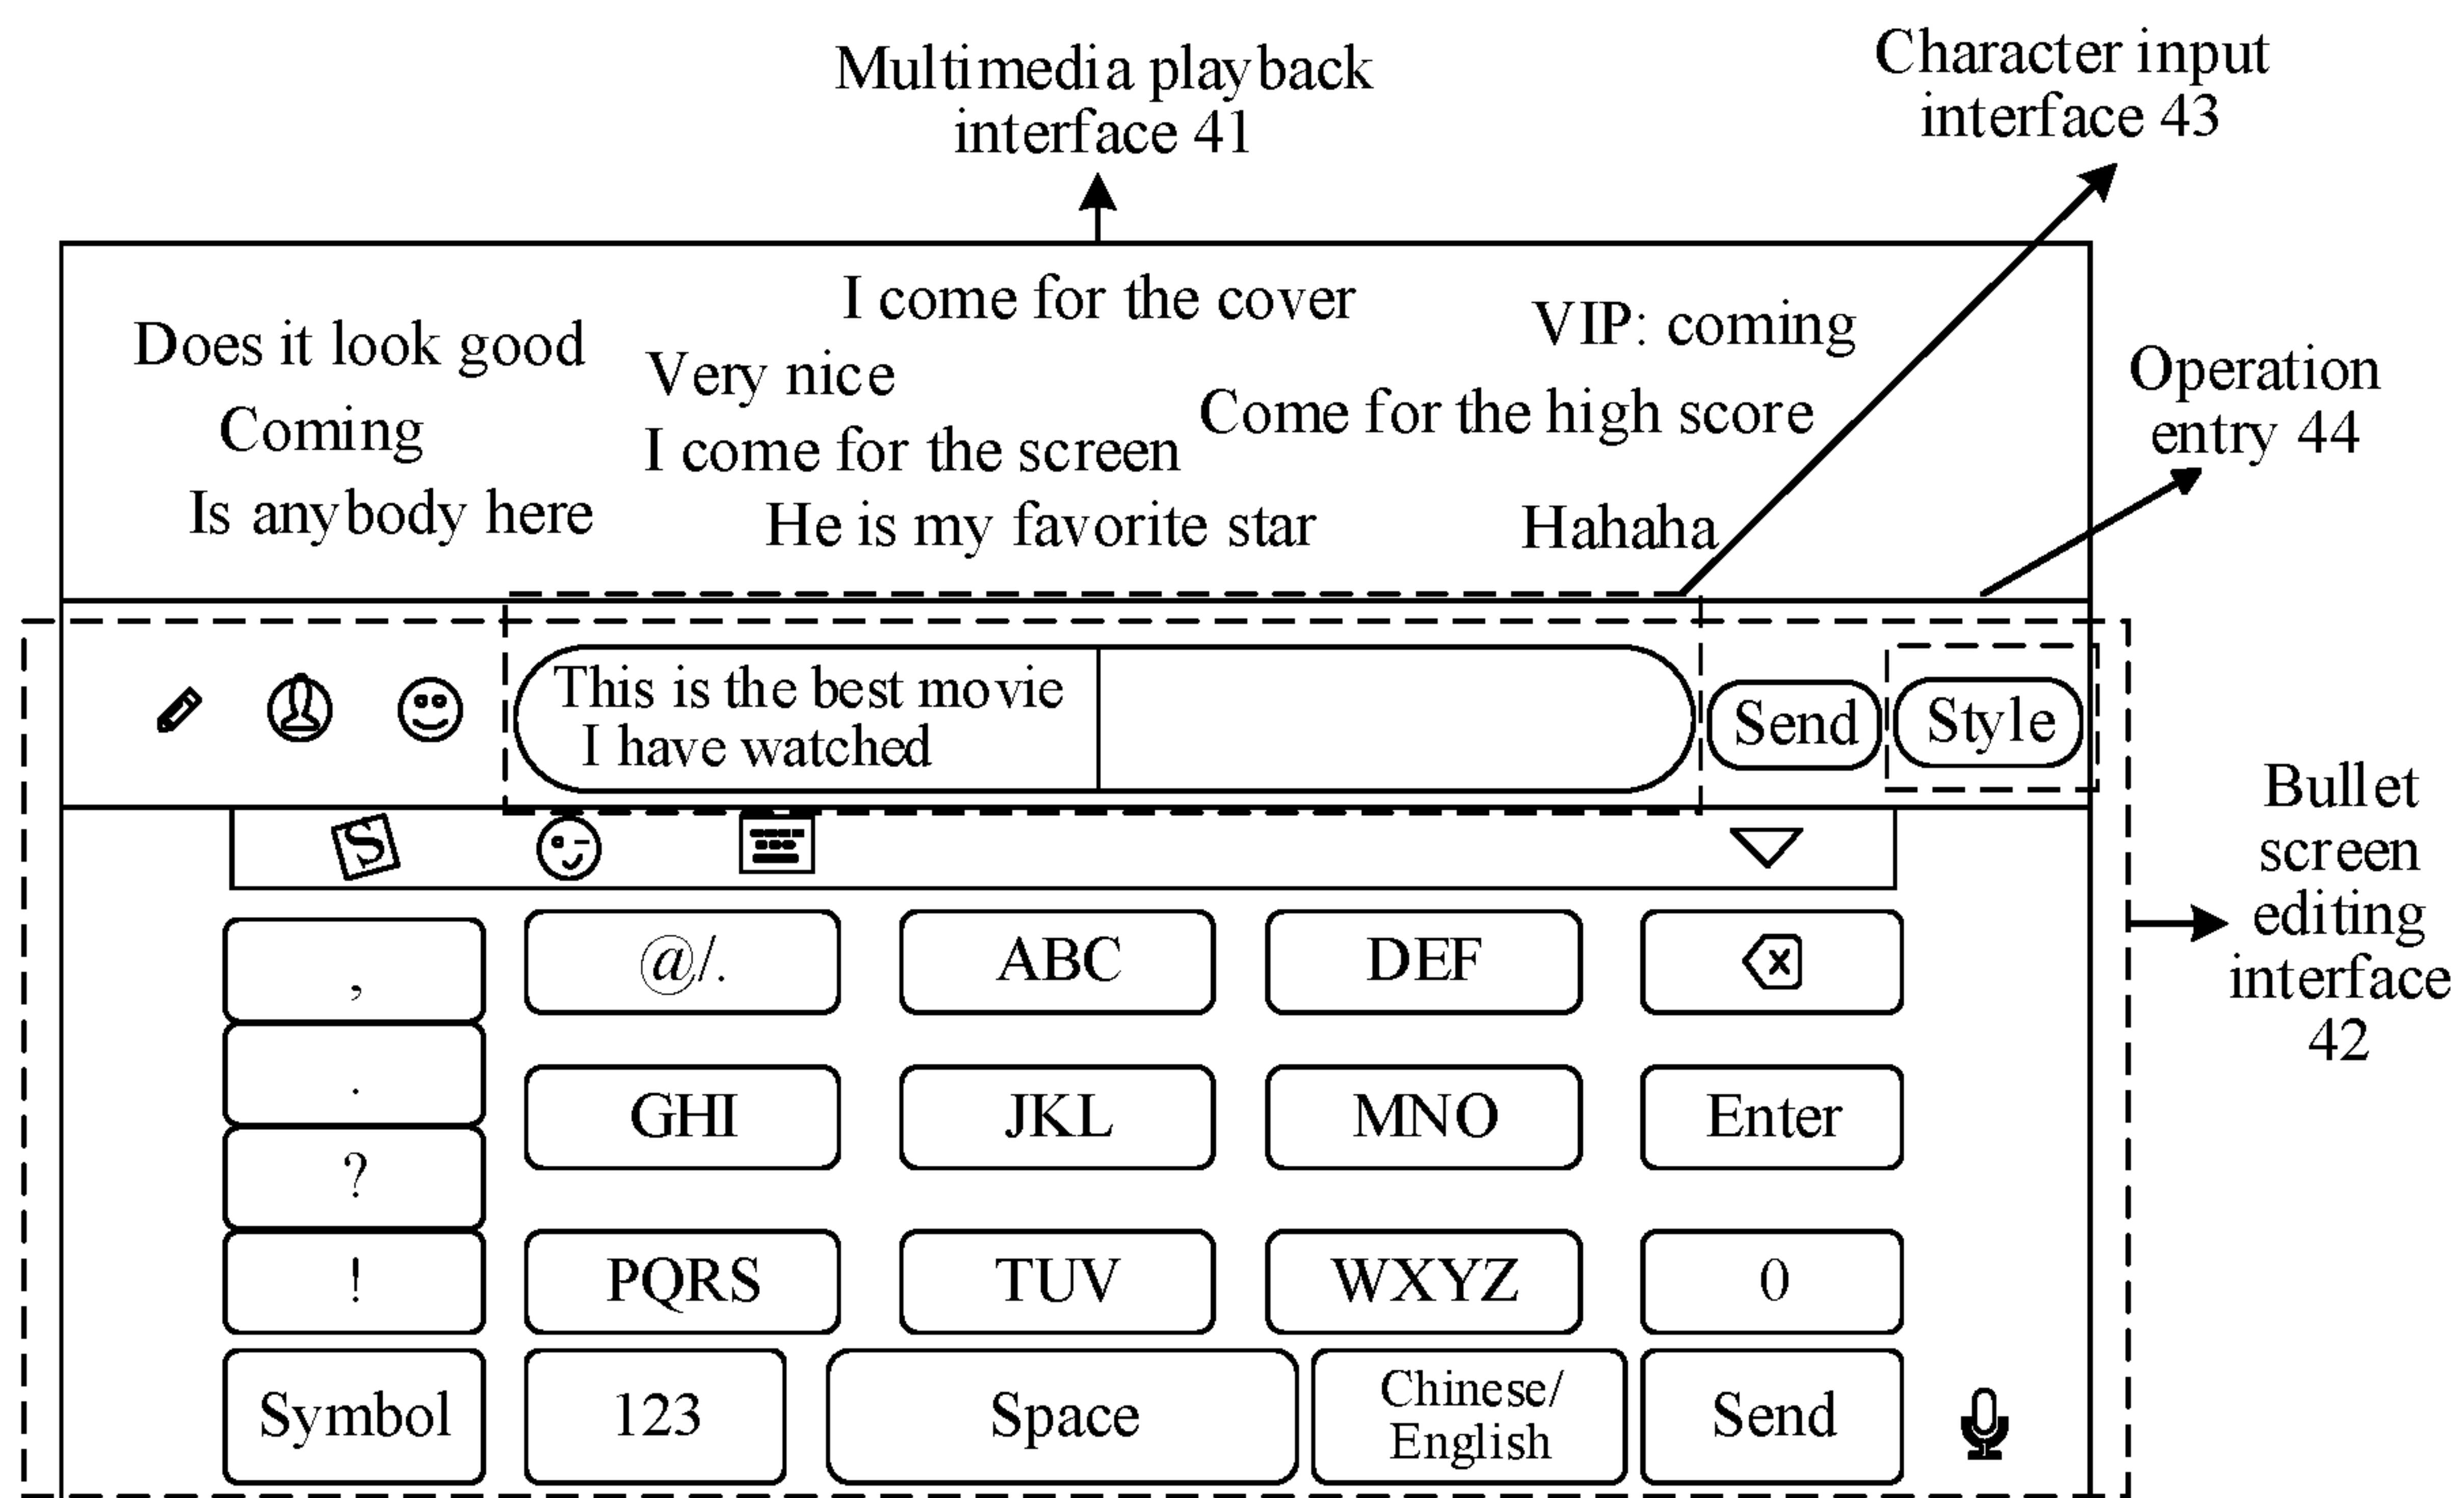 Multimedia playback
interface 41
Character input
interface 43
I come for the cover
VIP: coming
Does it look good
Very nice
Operation
entry 44
Come for the high score
Coming
I come for the screen
Is anybody here
He is my favorite star
Hahaha
This is the best movie
I have watched
Send
Style
Bullet
screen
editing
interface
42
S
,
@/.
ABC
DEF
.
GHI
JKL
MNO
Enter
?
!
PQRS
TUV
WXYZ
0
Symbol
123
Space
Chinese/
English
Send